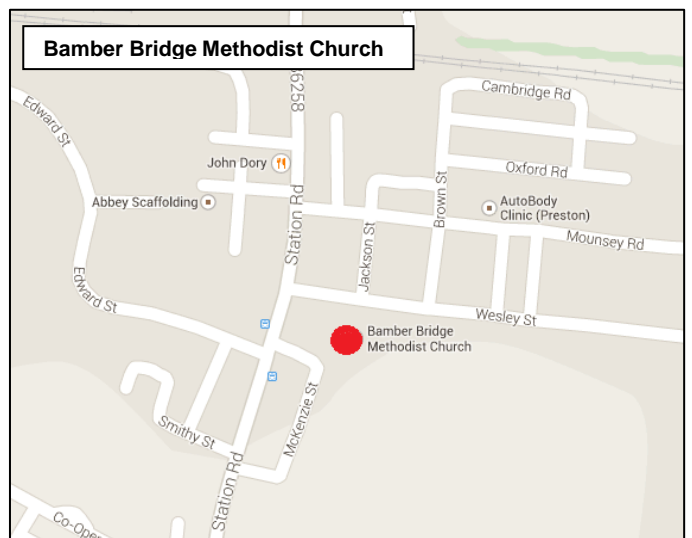 Bamber Bridge Methodist Church
Cambridge Rd
Edward St
John Dory
Oxford Rd
Abbey Scaffolding
Station Rd
Brown St
AutoBody
Clinic (Preston)
Jackson St
Mounsey Rd
Edward St
Wesley St
Bamber Bridge
Methodist Church
McKenzie St
Smithy St
Station Rd
Co-Oper